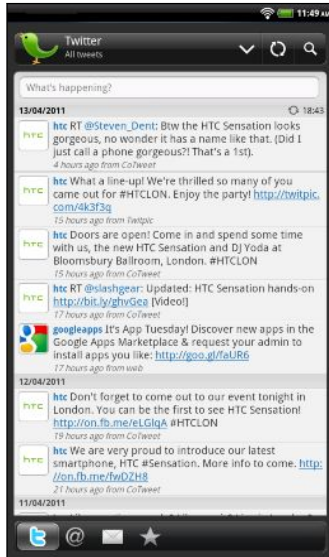 11:49 AM
Twitter
All tweets
What's happening?
13/04/2011
18:43
htc RT @Steven_Dent: Btw the HTC Sensation looks
gorgeous, no wonder it has a name like that. (Did I
just call a phone gorgeous?! That's a 1st).
4 hours ago from CoTweet
htc What a line-up! We're thrilled so many of you
came out for #HTCLON. Enjoy the party! http://twitpic.
com/4k3f3q
15 hours ago from Twitpic
htc Doors are open! Come in and spend some time
with us, the new HTC Sensation and DJ Yoda at
Bloomsbury Ballroom, London. #HTCLON
15 hours ago from CoTweet
htc RT @slashgear: Updated: HTC Sensation hands-on
http://bit.ly/ghvGea [Video!]
17 hours ago from CoTweet
googleapps It's App Tuesday! Discover new apps in the
Google Apps Marketplace & request your admin to
install apps you like: http://goo.gl/faUR6
17 hours ago from web
12/04/2011
htc Don't forget to come out to our event tonight in
London. You can be the first to see HTC Sensation!
http://on.fb.me/eLGlqA #HTCLON
19 hours ago from CoTweet
htc We are very proud to introduce our latest
smartphone, HTC #Sensation. More info to come. http:
//on.fb.me/fwDZH8
21 hours ago from CoTweet
11/04/2011